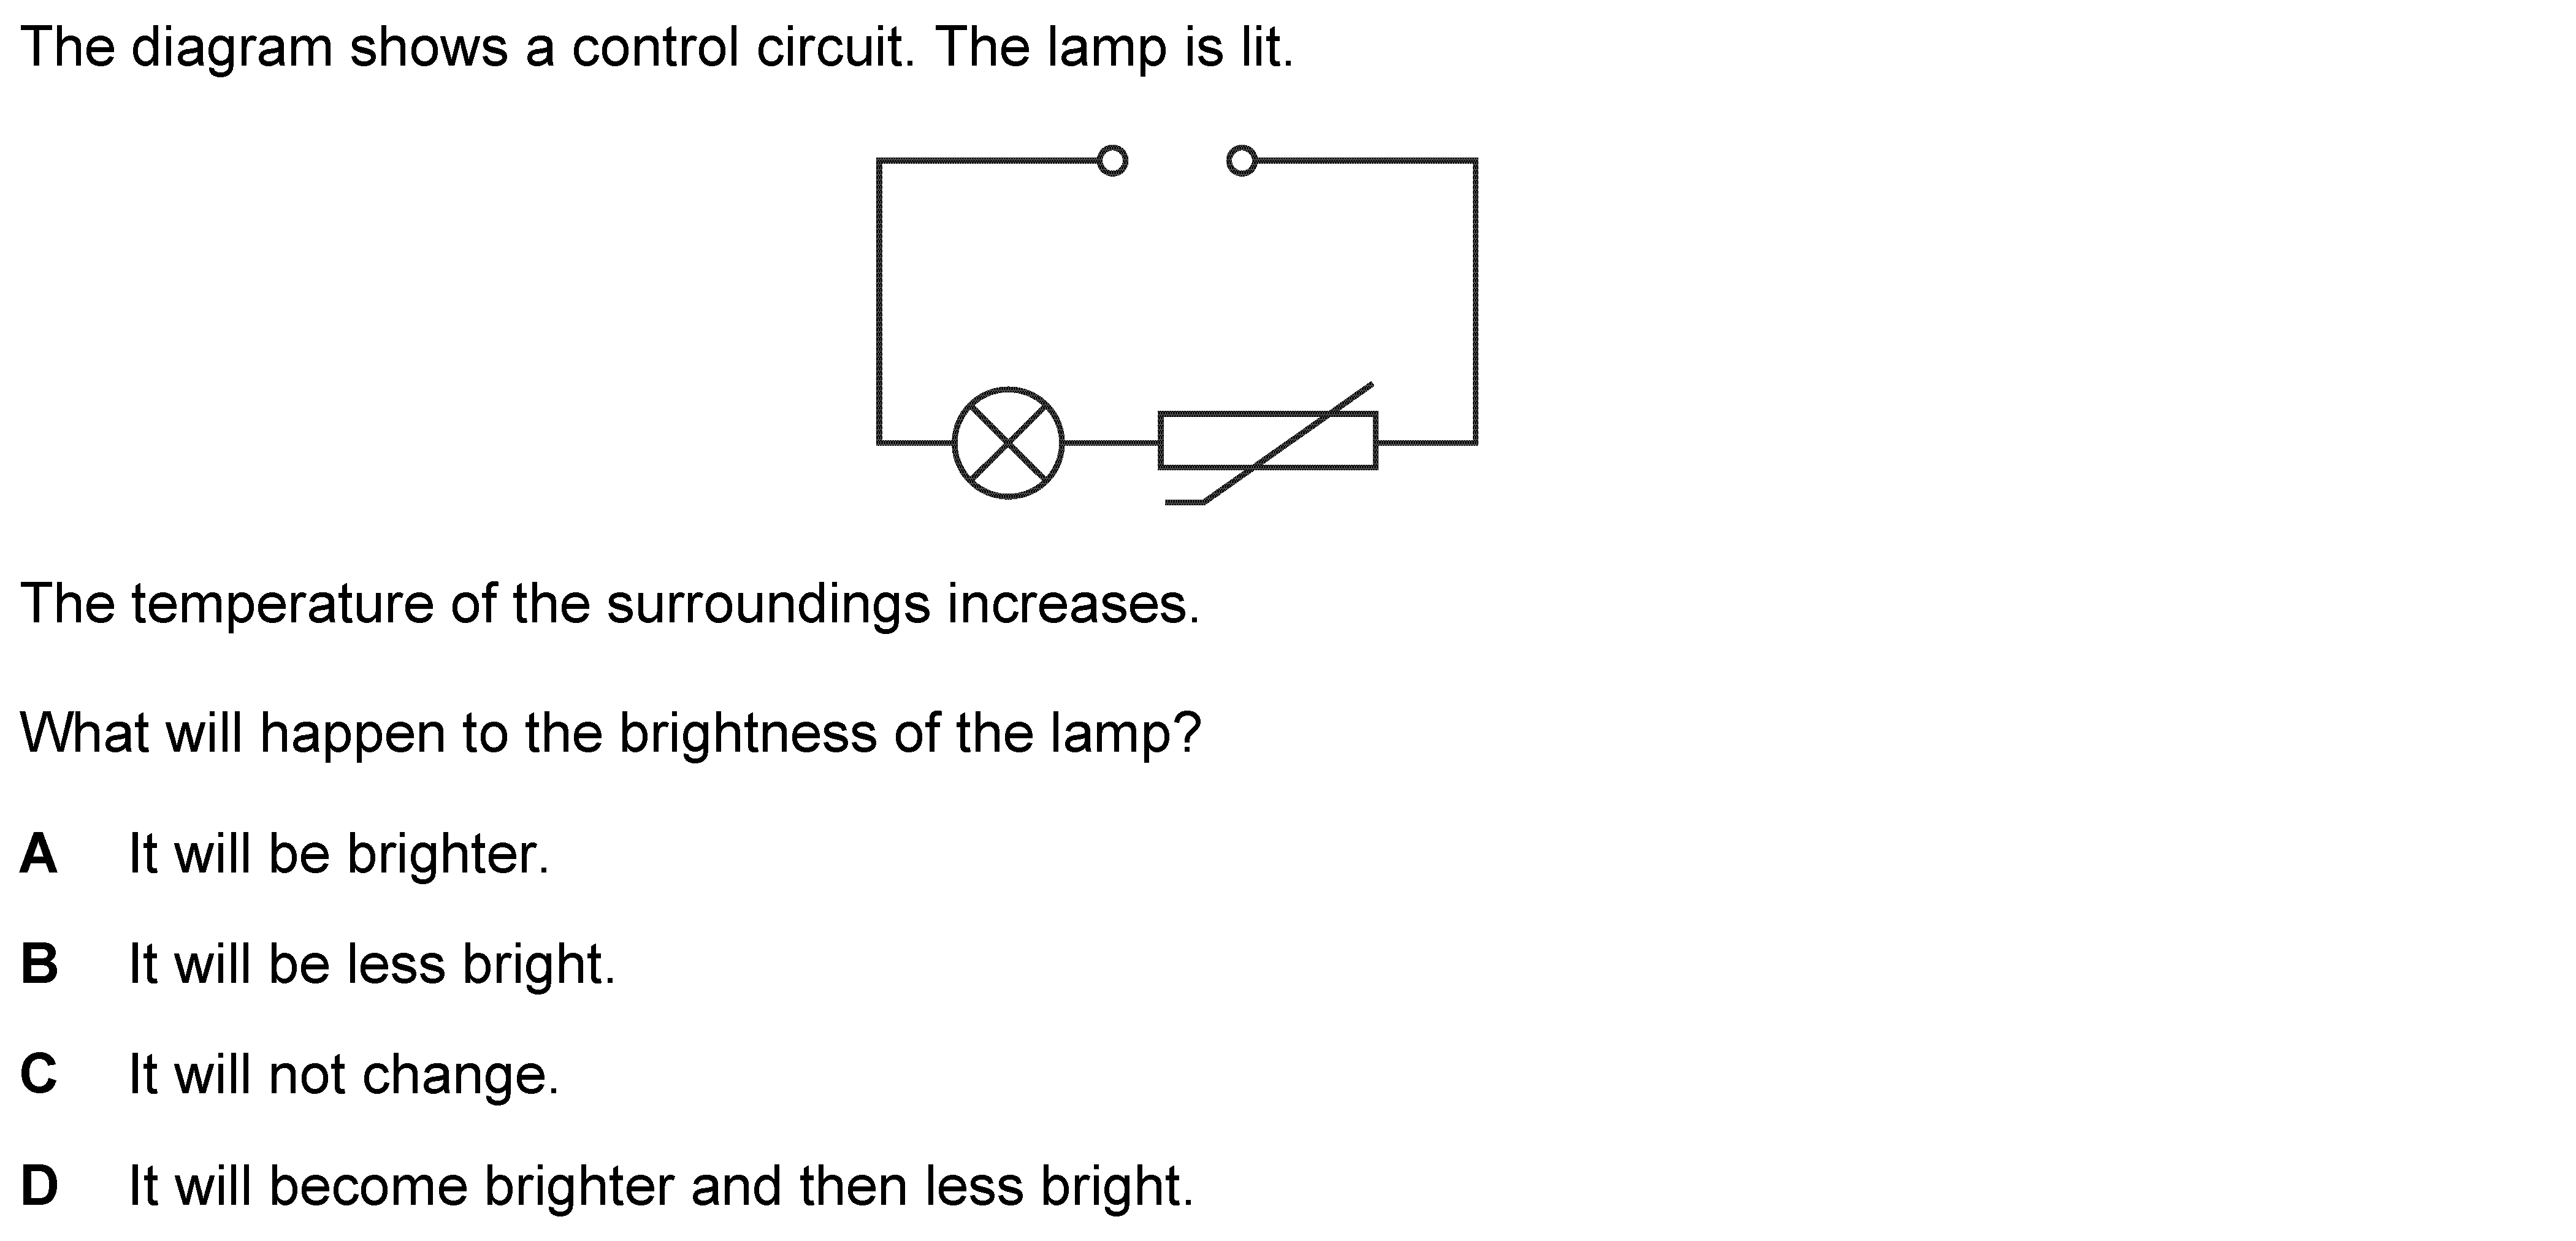 The diagram shows a control circuit. The lamp is lit.
The temperature of the surroundings increases.
What will happen to the brightness of the lamp?
A It will be brighter.
B It will be less bright.
C It will not change.
D It will become brighter and then less bright.